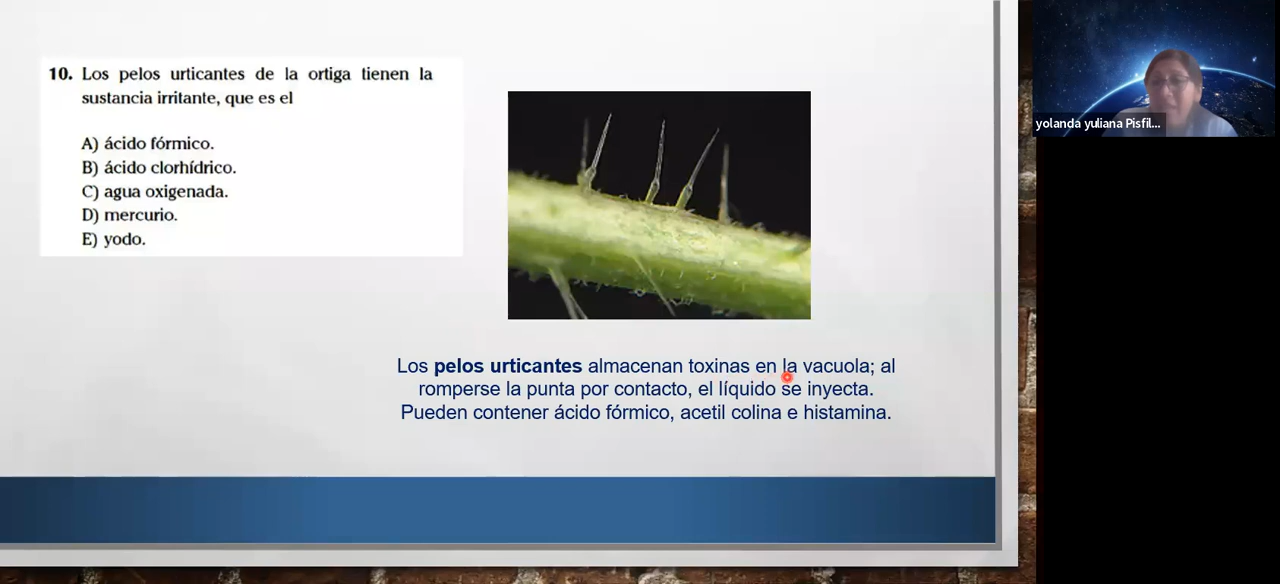 10. Los pelos urticantes de la ortiga tienen la
sustancia irritante, que es el
A) ácido fórmico.
B) ácido clorhídrico.
C) agua oxigenada.
D) mercurio.
E) yodo.
Los pelos urticantes almacenan toxinas en la vacuola; al
romperse la punta por contacto, el líquido se inyecta.
Pueden contener ácido fórmico, acetil colina e histamina.
yolanda yuliana Pisfil...